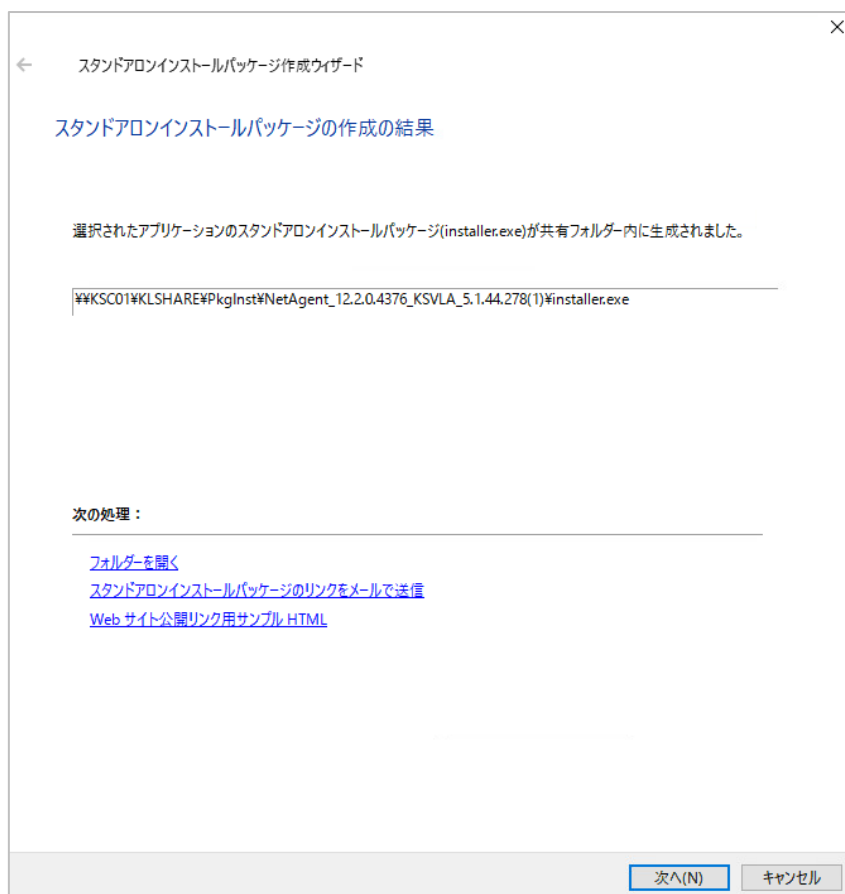 スタンドアロンインストールパッケージ作成ウィザード
スタンドアロンインストールパッケージの作成の結果
選択されたアプリケーションのスタンドアロンインストールパッケージ(installer.exe)が共有フォルダー内に生成されました。
¥¥KSC01¥KLSHARE¥PkgInst¥NetAgent_12.2.0.4376_KSVLA_5.1.44.278(1)¥installer.exe
次の処理：
フォルダーを開く
スタンドアロンインストールパッケージのリンクをメールで送信
Web サイト公開リンク用サンプル HTML
次へ(N)
キャンセル